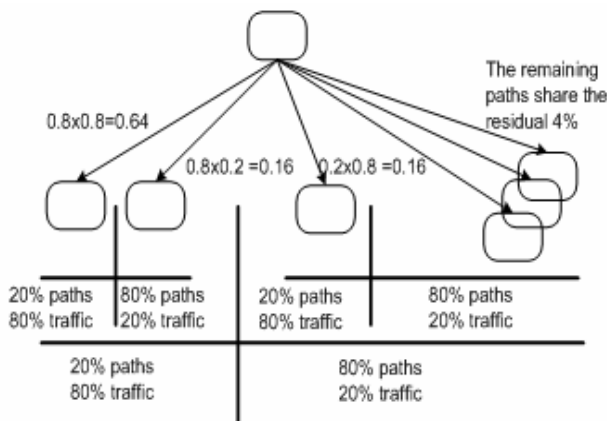 The remaining
paths share the
residual 4%
0.8x0.8=0.64
0.8x0.2 =0.16
0.2x0.8 =0.16
20% paths
80% traffic
80% paths
20% traffic
20% paths
80% traffic
80% paths
20% traffic
20% paths
80% traffic
80% paths
20% traffic